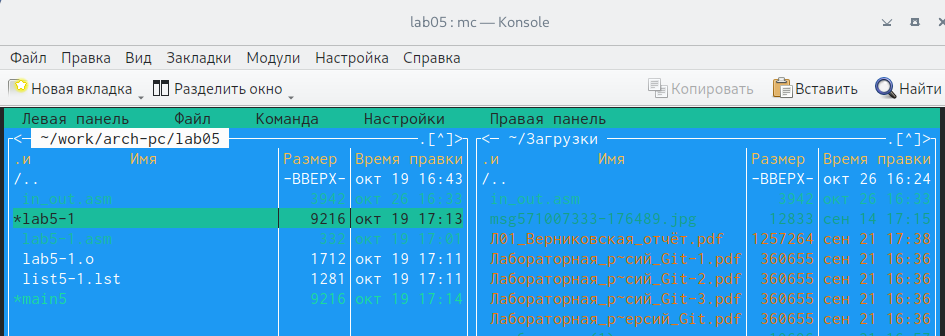 lab05 : mc — Konsole
Файл Правка Вид Закладки Модули Настройка Справка
Новая вкладка Разделить окно Копировать Вставить Найти
Левая панель Файл Команда Настройки Правая панель
<─ ~/work/arch-pc/lab05 .[^]> <─ ~/Загрузки .[^]>
.и Имя Размер Время правки .и Имя Размер Время правки
/.. -ВВЕРХ- окт 19 16:43 /.. -ВВЕРХ- окт 26 16:24
in_out.asm 3942 окт 26 16:33 in_out.asm 3942 окт 26 16:33
*lab5-1 9216 окт 19 17:13 msg571007333-176489.jpg 12833 сен 14 17:15
lab5-1.asm 332 окт 19 17:01 Л01_Верниковская_отчёт.pdf 1257264 сен 21 17:38
lab5-1.o 1712 окт 19 17:11 Лабораторная_р~сий_Git-1.pdf 360655 сен 21 16:36
list5-1.lst 1281 окт 19 17:11 Лабораторная_р~сий_Git-2.pdf 360655 сен 21 16:36
*main5 9216 окт 19 17:14 Лабораторная_р~сий_Git-3.pdf 360655 сен 21 16:36
Лабораторная_р~ерсий_Git.pdf 360655 сен 21 16:36